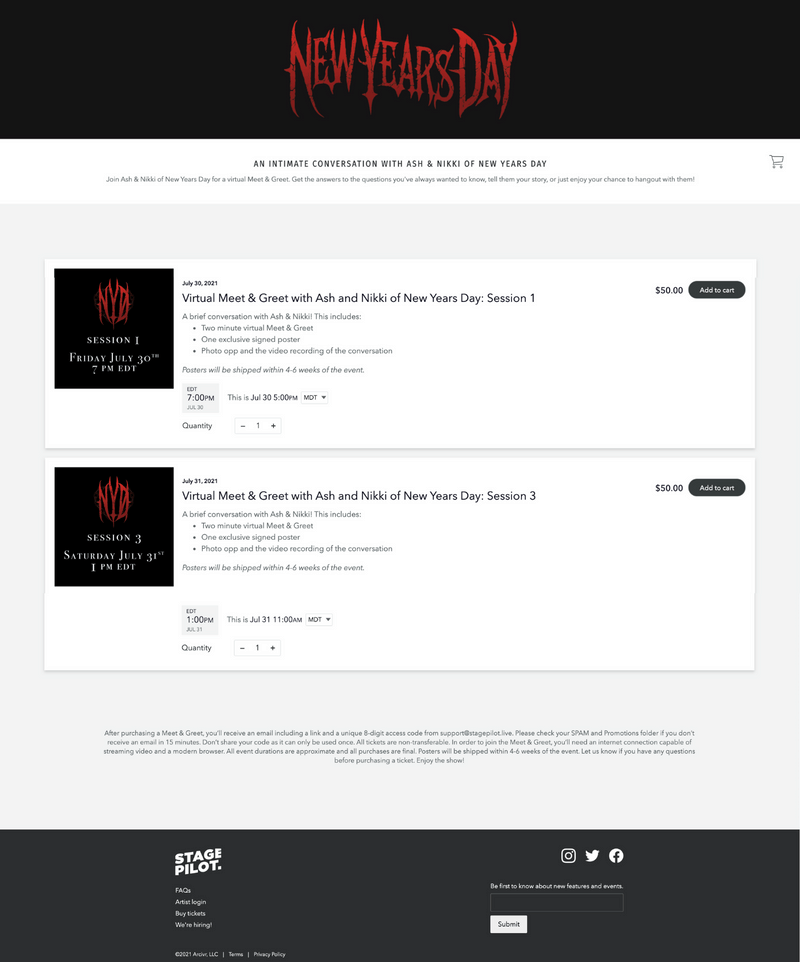 NEW YEARS DAY
AN INTIMATE CONVERSATION WITH ASH & NIKKI OF NEW YEARS DAY
Join Ash & Nikki of New Years Day for a virtual Meet & Greet. Get the answers to the questions you've always wanted to know, tell them your story, or just enjoy your chance to hangout with them!
NYD
SESSION 1
FRIDAY JULY 30TH
7 PM EDT
July 30, 2021
Virtual Meet & Greet with Ash and Nikki of New Years Day: Session 1
$50.00
Add to cart
A brief conversation with Ash & Nikki! This includes:
• Two minute virtual Meet & Greet
• One exclusive signed poster
• Photo opp and the video recording of the conversation
Posters will be shipped within 4-6 weeks of the event.
EDT
7:00PM
JUL 30
This is Jul 30 5:00PM MDT
Quantity
– 1 +
NYD
SESSION 3
SATURDAY JULY 31ST
1 PM EDT
July 31, 2021
Virtual Meet & Greet with Ash and Nikki of New Years Day: Session 3
$50.00
Add to cart
A brief conversation with Ash & Nikki! This includes:
• Two minute virtual Meet & Greet
• One exclusive signed poster
• Photo opp and the video recording of the conversation
Posters will be shipped within 4-6 weeks of the event.
EDT
1:00PM
JUL 31
This is Jul 31 11:00AM MDT
Quantity
– 1 +
After purchasing a Meet & Greet, you'll receive an email including a link and a unique 8-digit access code from support@stagepilot.live. Please check your SPAM and Promotions folder if you don't
receive an email in 15 minutes. Don't share your code as it can only be used once. All tickets are non-transferable. In order to join the Meet & Greet, you'll need an internet connection capable of
streaming video and a modern browser. All event durations are approximate and all purchases are final. Posters will be shipped within 4-6 weeks of the event. Let us know if you have any questions
before purchasing a ticket. Enjoy the show!
STAGE
PILOT.
FAQs
Artist login
Buy tickets
We're hiring!
Be first to know about new features and events.
Submit
©2021 Arcivr, LLC | Terms | Privacy Policy